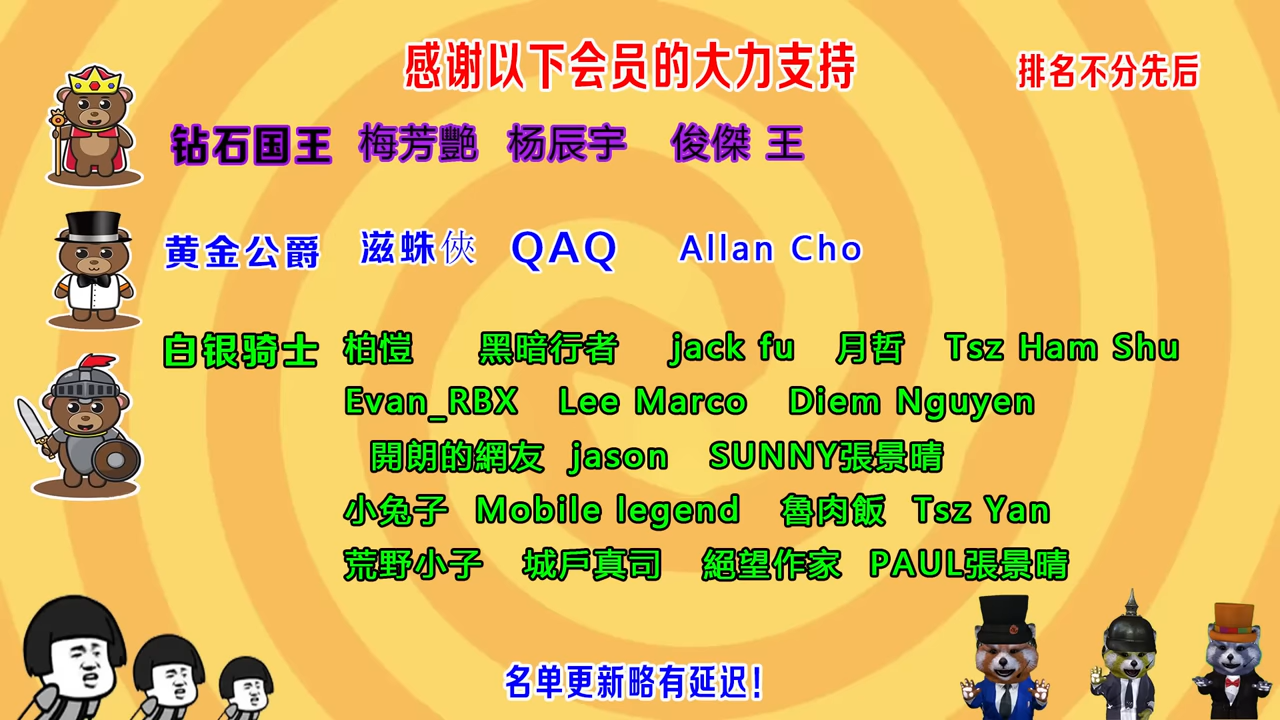 感谢以下会员的大力支持 排名不分先后
钻石国王 梅芳艷 杨辰宇 俊傑 王
黄金公爵 滋蛛俠 QAQ Allan Cho
白银骑士 柏愷 黑暗行者 jack fu 月哲 Tsz Ham Shu
Evan_RBX Lee Marco Diem Nguyen
開朗的網友 jason SUNNY張景晴
小兔子 Mobile legend 魯肉飯 Tsz Yan
荒野小子 城戶真司 絕望作家 PAUL張景晴
名单更新略有延迟!